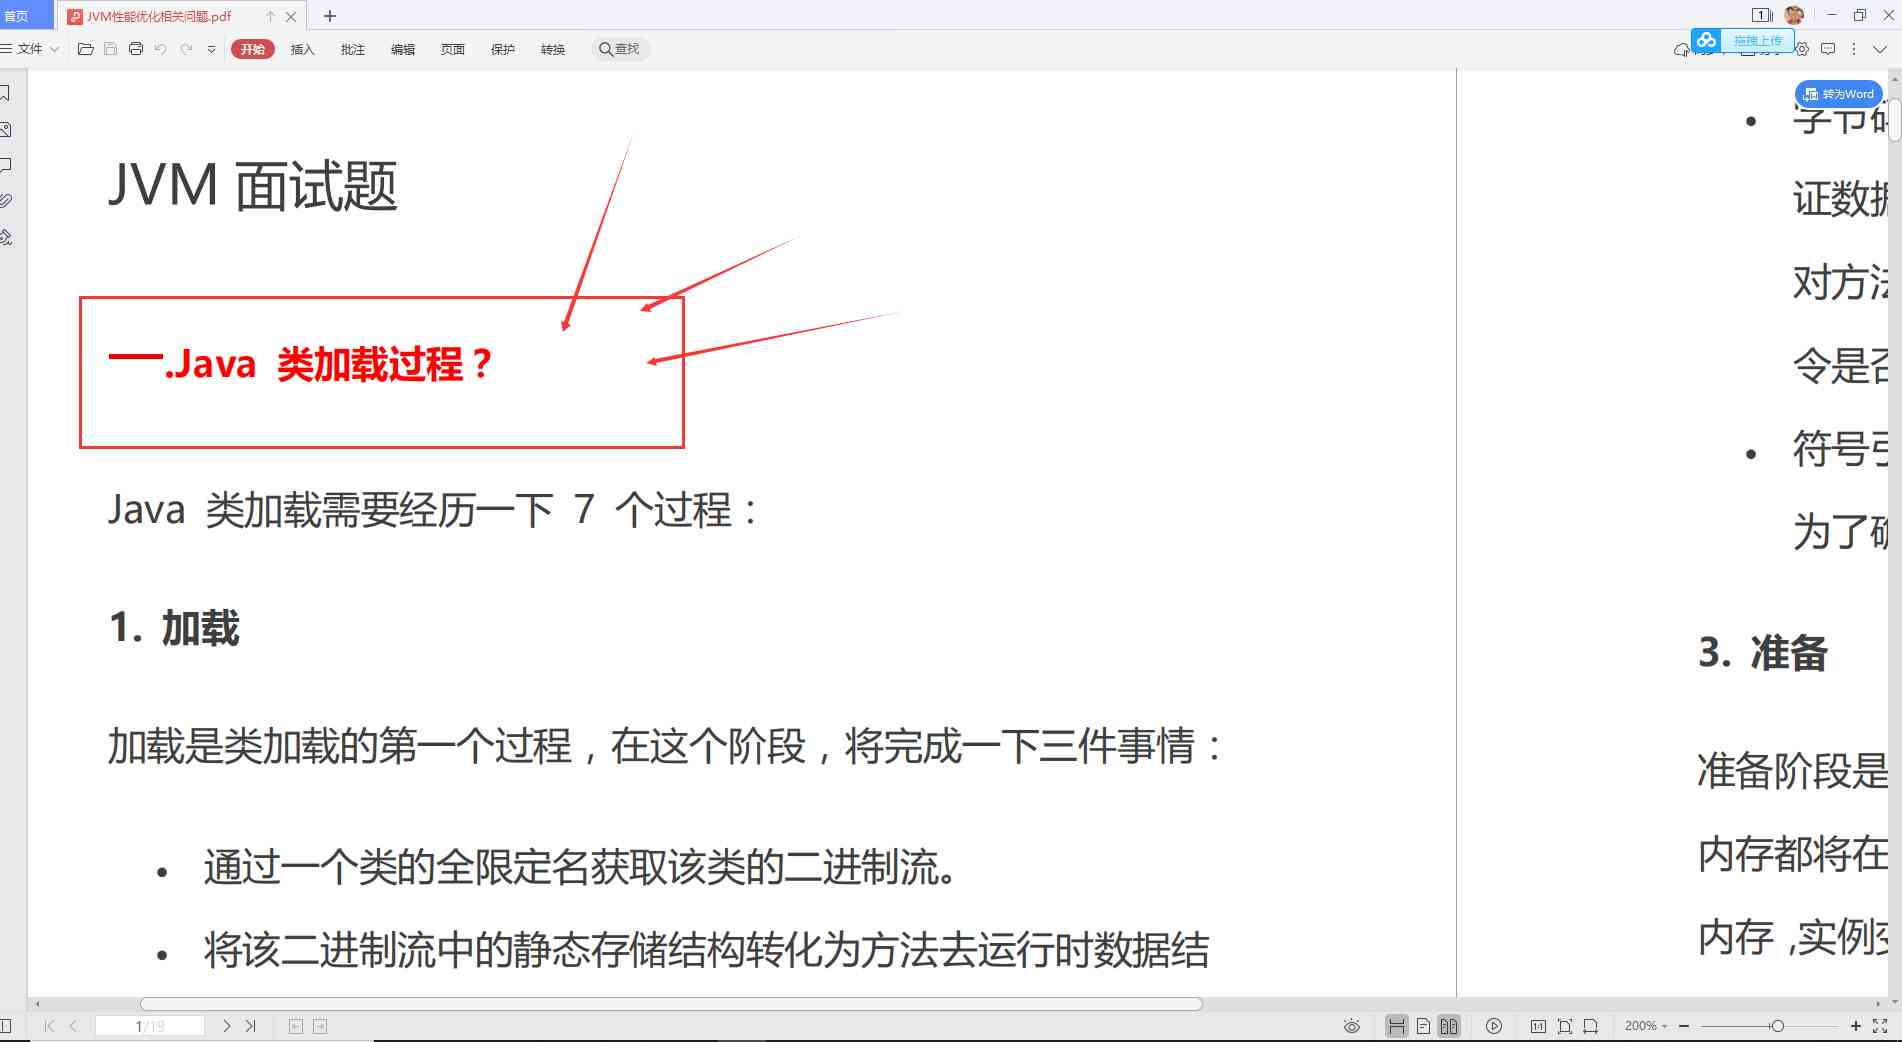 首页
JVM性能优化相关问题.pdf
1
文件
开始
插入
批注
编辑
页面
保护
转换
查找
拖拽上传
转为Word
JVM 面试题
一.Java 类加载过程？
Java 类加载需要经历一下 7 个过程：
1. 加载
加载是类加载的第一个过程，在这个阶段，将完成一下三件事情：
• 通过一个类的全限定名获取该类的二进制流。
• 将该二进制流中的静态存储结构转化为方法去运行时数据结
• 字节码
证数据
对方法
令是否
• 符号引
为了确
3. 准备
准备阶段是
内存都将在
内存，实例变
1/19
1:1
200%